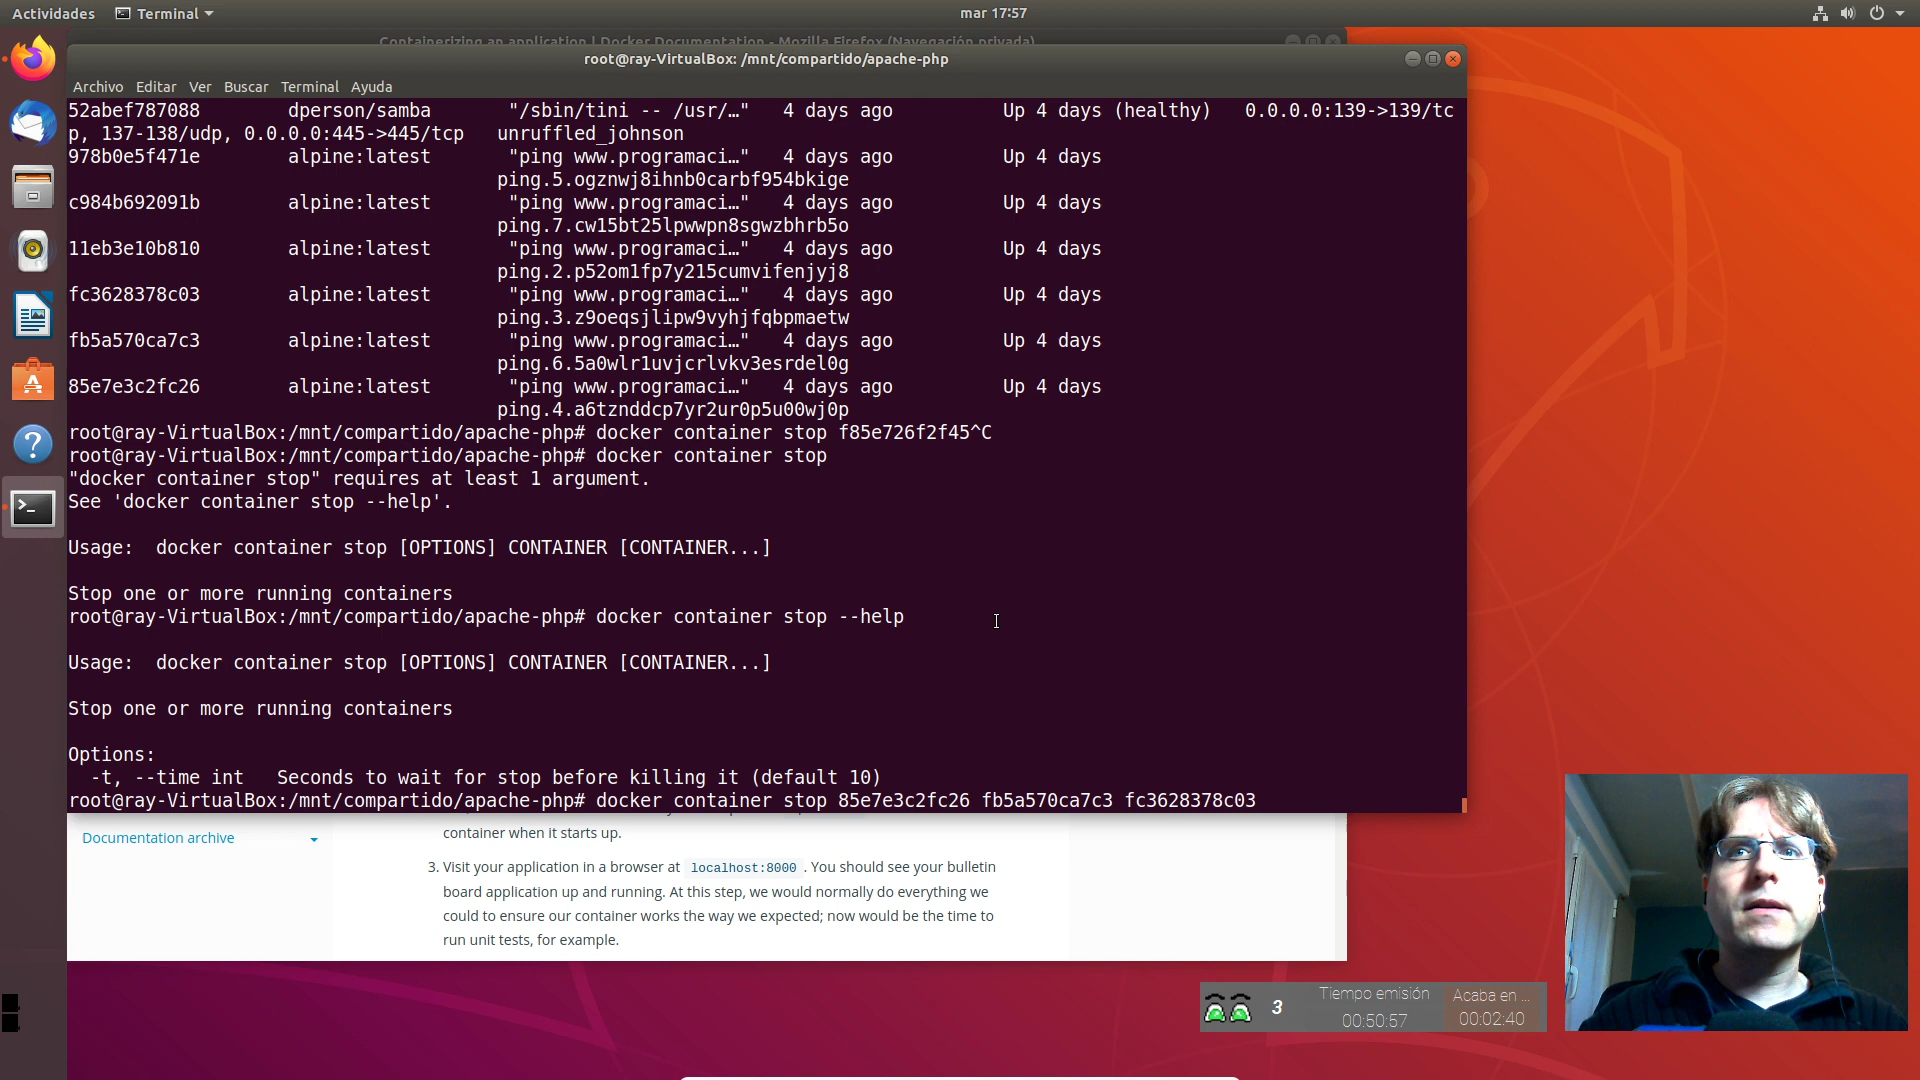 Actividades Terminal mar 17:57
Containerizing an application | Docker Documentation - Mozilla Firefox (Navegación privada)
root@ray-VirtualBox: /mnt/compartido/apache-php
Archivo Editar Ver Buscar Terminal Ayuda
52abef787088 dperson/samba "/sbin/tini -- /usr/…" 4 days ago Up 4 days (healthy) 0.0.0.0:139->139/tc
p, 137-138/udp, 0.0.0.0:445->445/tcp unruffled_johnson
978b0e5f471e alpine:latest "ping www.programaci…" 4 days ago Up 4 days
ping.5.ogznwj8ihnb0carbf954bkige
c984b692091b alpine:latest "ping www.programaci…" 4 days ago Up 4 days
ping.7.cw15bt25lpwwpn8sgwzbhrb5o
11eb3e10b810 alpine:latest "ping www.programaci…" 4 days ago Up 4 days
ping.2.p52om1fp7y215cumvifenjyj8
fc3628378c03 alpine:latest "ping www.programaci…" 4 days ago Up 4 days
ping.3.z9oeqsjlipw9vyhjfqbpmaetw
fb5a570ca7c3 alpine:latest "ping www.programaci…" 4 days ago Up 4 days
ping.6.5a0wlr1uvjcrlvkv3esrdel0g
85e7e3c2fc26 alpine:latest "ping www.programaci…" 4 days ago Up 4 days
ping.4.a6tznddcp7yr2ur0p5u00wj0p
root@ray-VirtualBox:/mnt/compartido/apache-php# docker container stop f85e726f2f45^C
root@ray-VirtualBox:/mnt/compartido/apache-php# docker container stop
"docker container stop" requires at least 1 argument.
See 'docker container stop --help'.
Usage:  docker container stop [OPTIONS] CONTAINER [CONTAINER...]
Stop one or more running containers
root@ray-VirtualBox:/mnt/compartido/apache-php# docker container stop --help
Usage:  docker container stop [OPTIONS] CONTAINER [CONTAINER...]
Stop one or more running containers
Options:
-t, --time int   Seconds to wait for stop before killing it (default 10)
root@ray-VirtualBox:/mnt/compartido/apache-php# docker container stop 85e7e3c2fc26 fb5a570ca7c3 fc3628378c03
Documentation archive
container when it starts up.
3. Visit your application in a browser at localhost:8000 . You should see your bulletin
board application up and running. At this step, we would normally do everything we
could to ensure our container works the way we expected; now would be the time to
run unit tests, for example.
3
Tiempo emisión
00:50:57
Acaba en ...
00:02:40